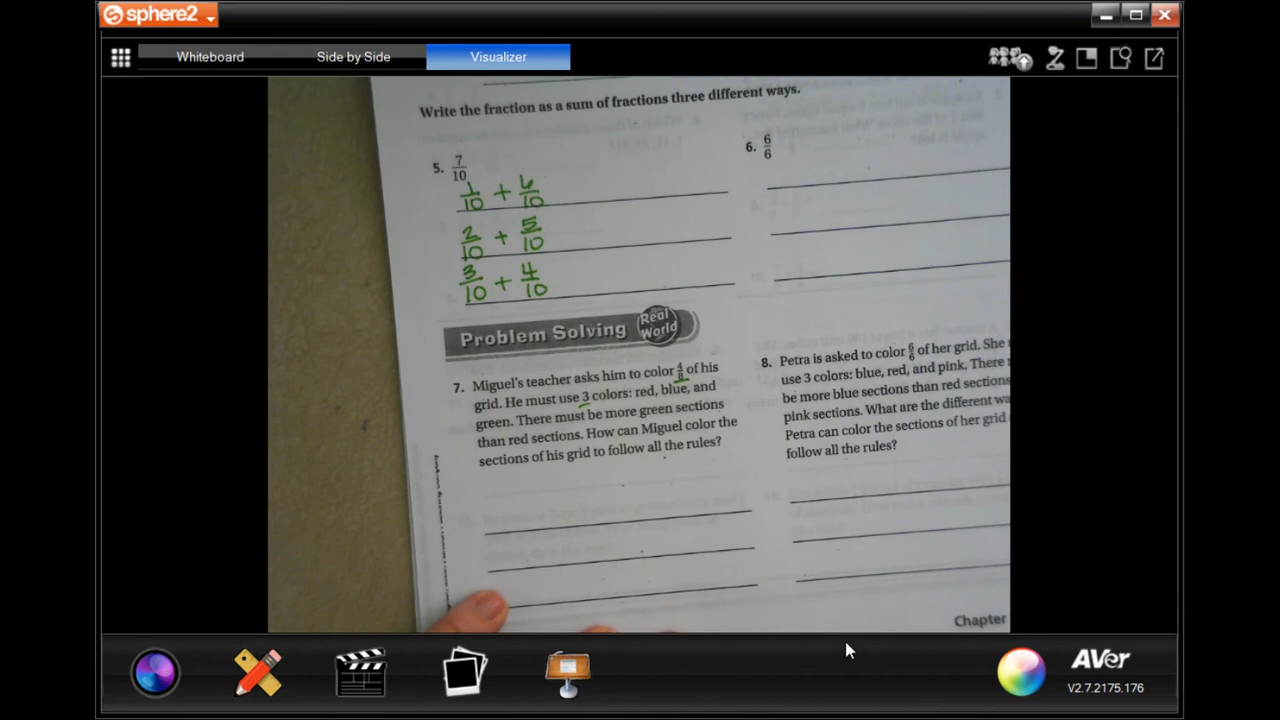 sphere2
Whiteboard
Side by Side
Visualizer
Write the fraction as a sum of fractions three different ways.
5. 7/10
1/10 + 6/10
2/10 + 5/10
3/10 + 4/10
6. 6/6
Problem Solving Real World
7. Miguel's teacher asks him to color 4/8 of his
grid. He must use 3 colors: red, blue, and
green. There must be more green sections
than red sections. How can Miguel color the
sections of his grid to follow all the rules?
8. Petra is asked to color 6/6 of her grid. She
use 3 colors: blue, red, and pink. There
be more blue sections than red sections
pink sections. What are the different
Petra can color the sections of her grid
follow all the rules?
Chapter
AVer
V2.7.2175.176